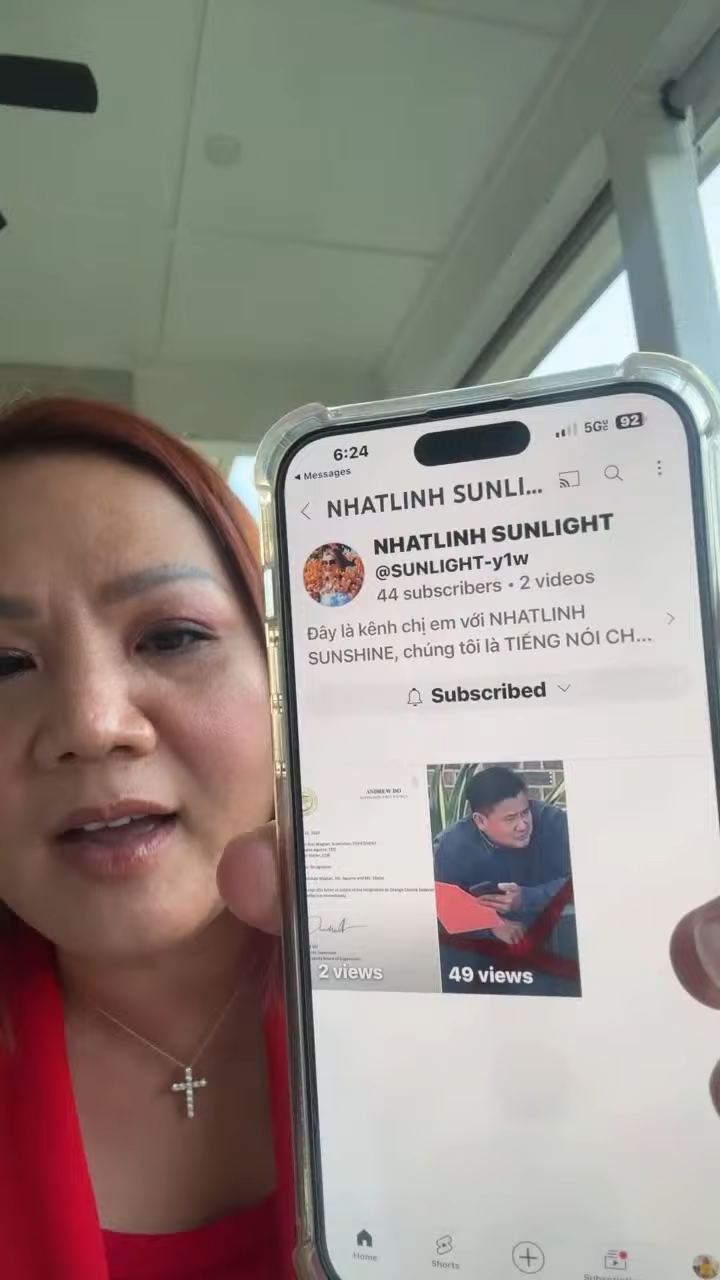 6:24
5G
92
Messages
NHATLINH SUNLI...
NHATLINH SUNLIGHT
@SUNLIGHT-y1w
44 subscribers • 2 videos
Đây là kênh chị em với NHATLINH
SUNSHINE, chúng tôi là TIẾNG NÓI CH...
Subscribed
ANDREW DO
2 views
49 views
Home
Shorts